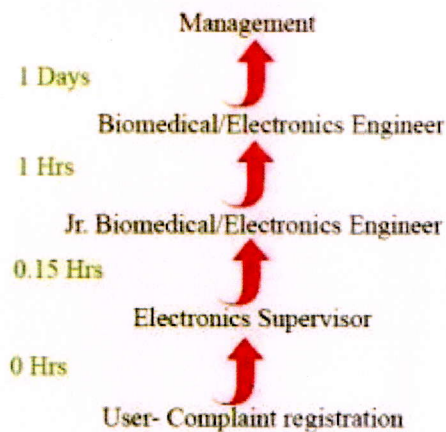 Management
1 Days
Biomedical/Electronics Engineer
1 Hrs
Jr. Biomedical/Electronics Engineer
0.15 Hrs
Electronics Supervisor
0 Hrs
User- Complaint registration